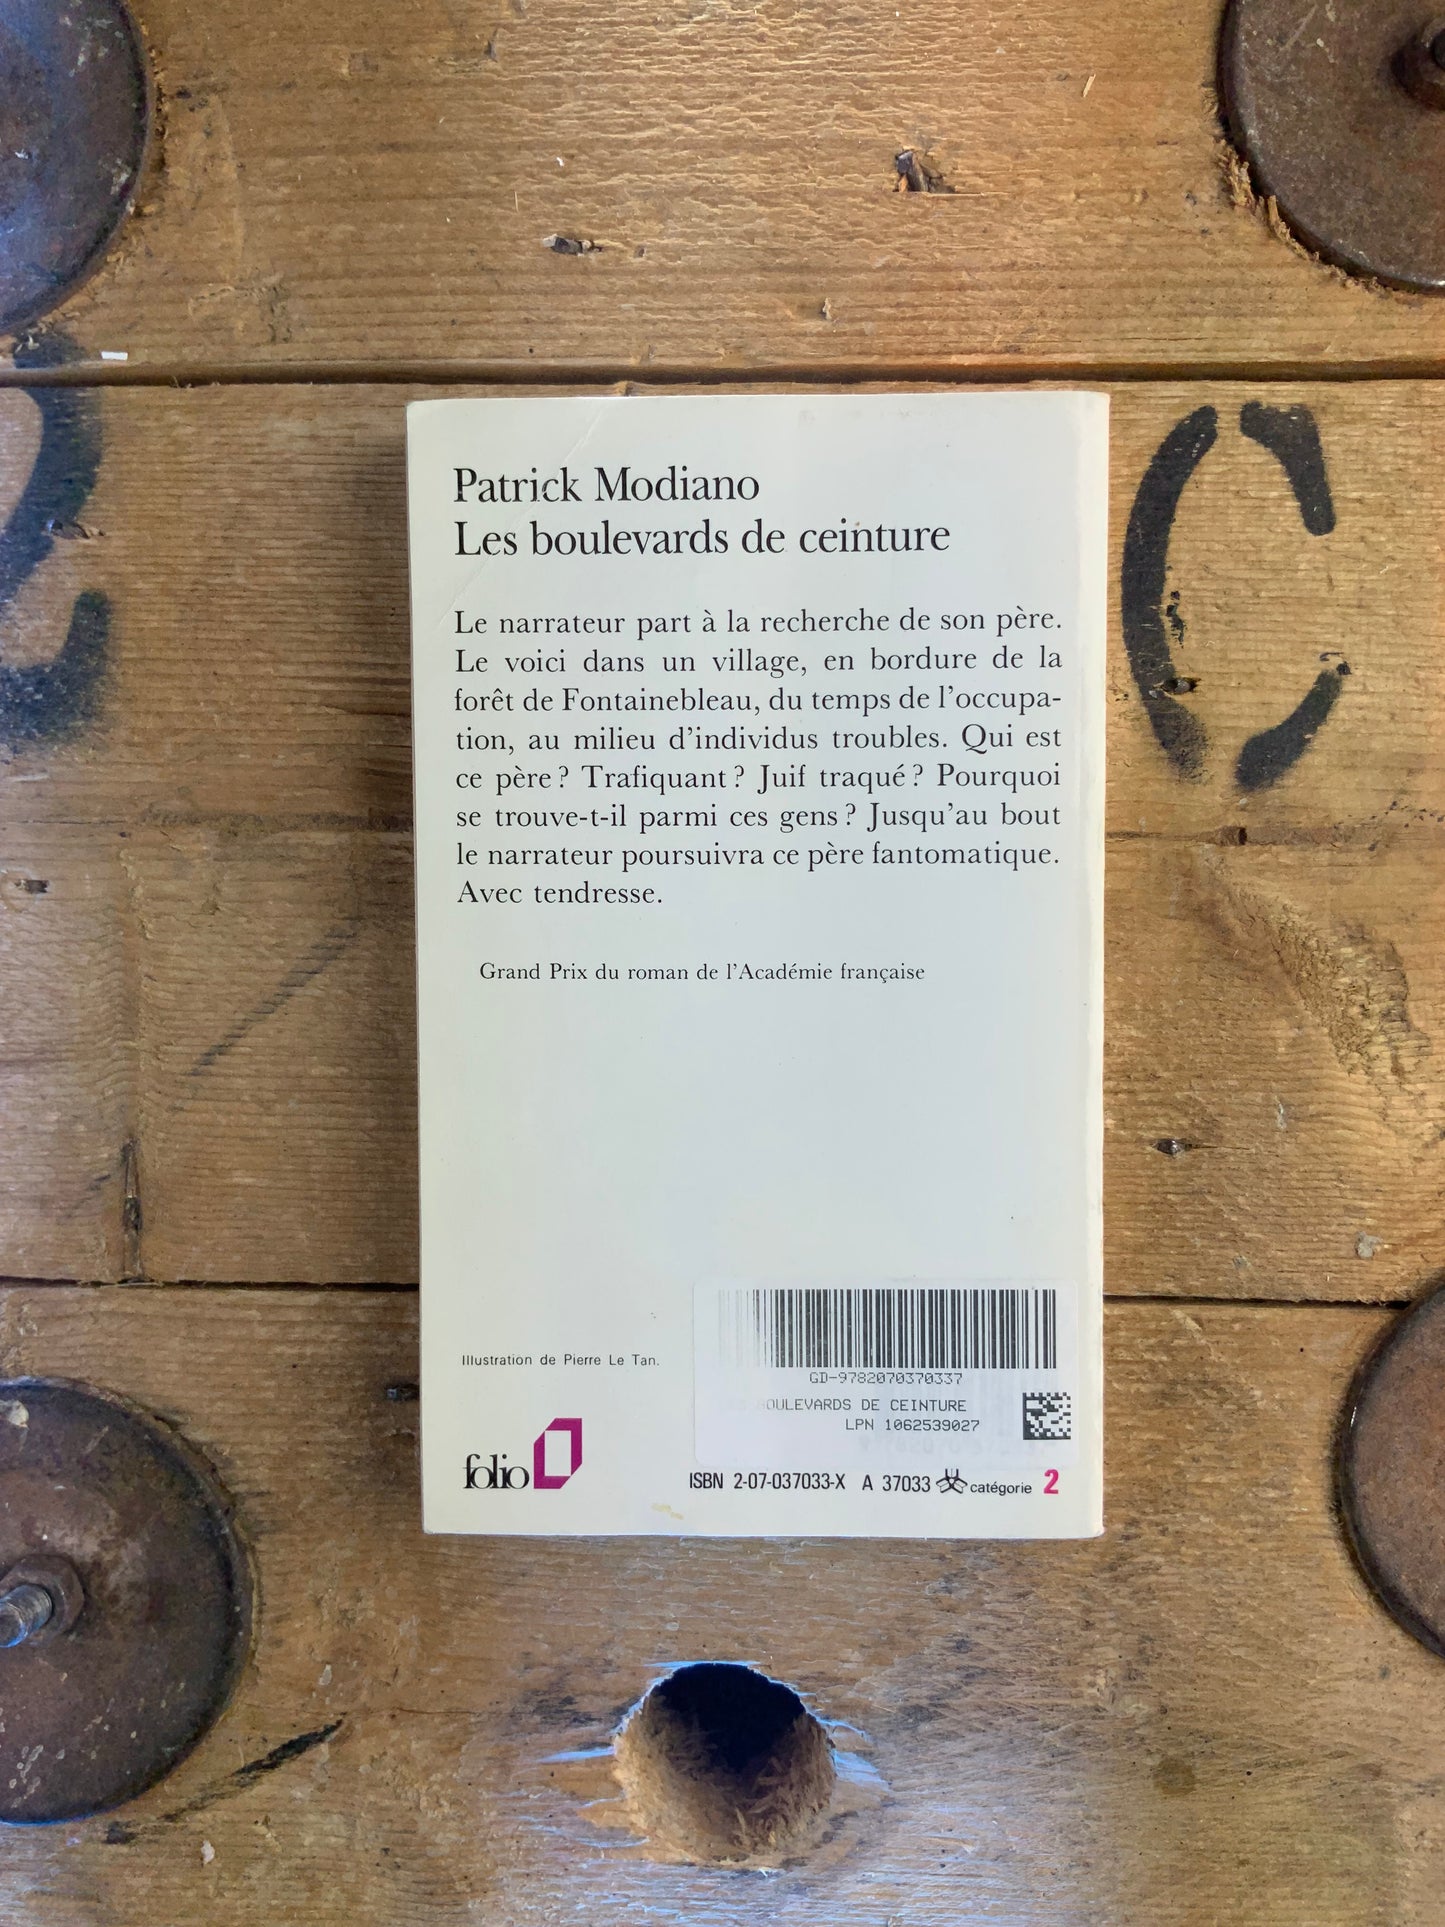 Patrick Modiano
Les boulevards de ceinture
Le narrateur part à la recherche de son père.
Le voici dans un village, en bordure de la
forêt de Fontainebleau, du temps de l'occupa-
tion, au milieu d'individus troubles. Qui est
ce père ? Trafiquant ? Juif traqué ? Pourquoi
se trouve-t-il parmi ces gens ? Jusqu'au bout
le narrateur poursuivra ce père fantomatique.
Avec tendresse.
Grand Prix du roman de l'Académie française
GD-9782070370337
BOULEVARDS DE CEINTURE
LPN 1062539027
Illustration de Pierre Le Tan.
folio
ISBN 2-07-037033-X A 37033 catégorie 2
C